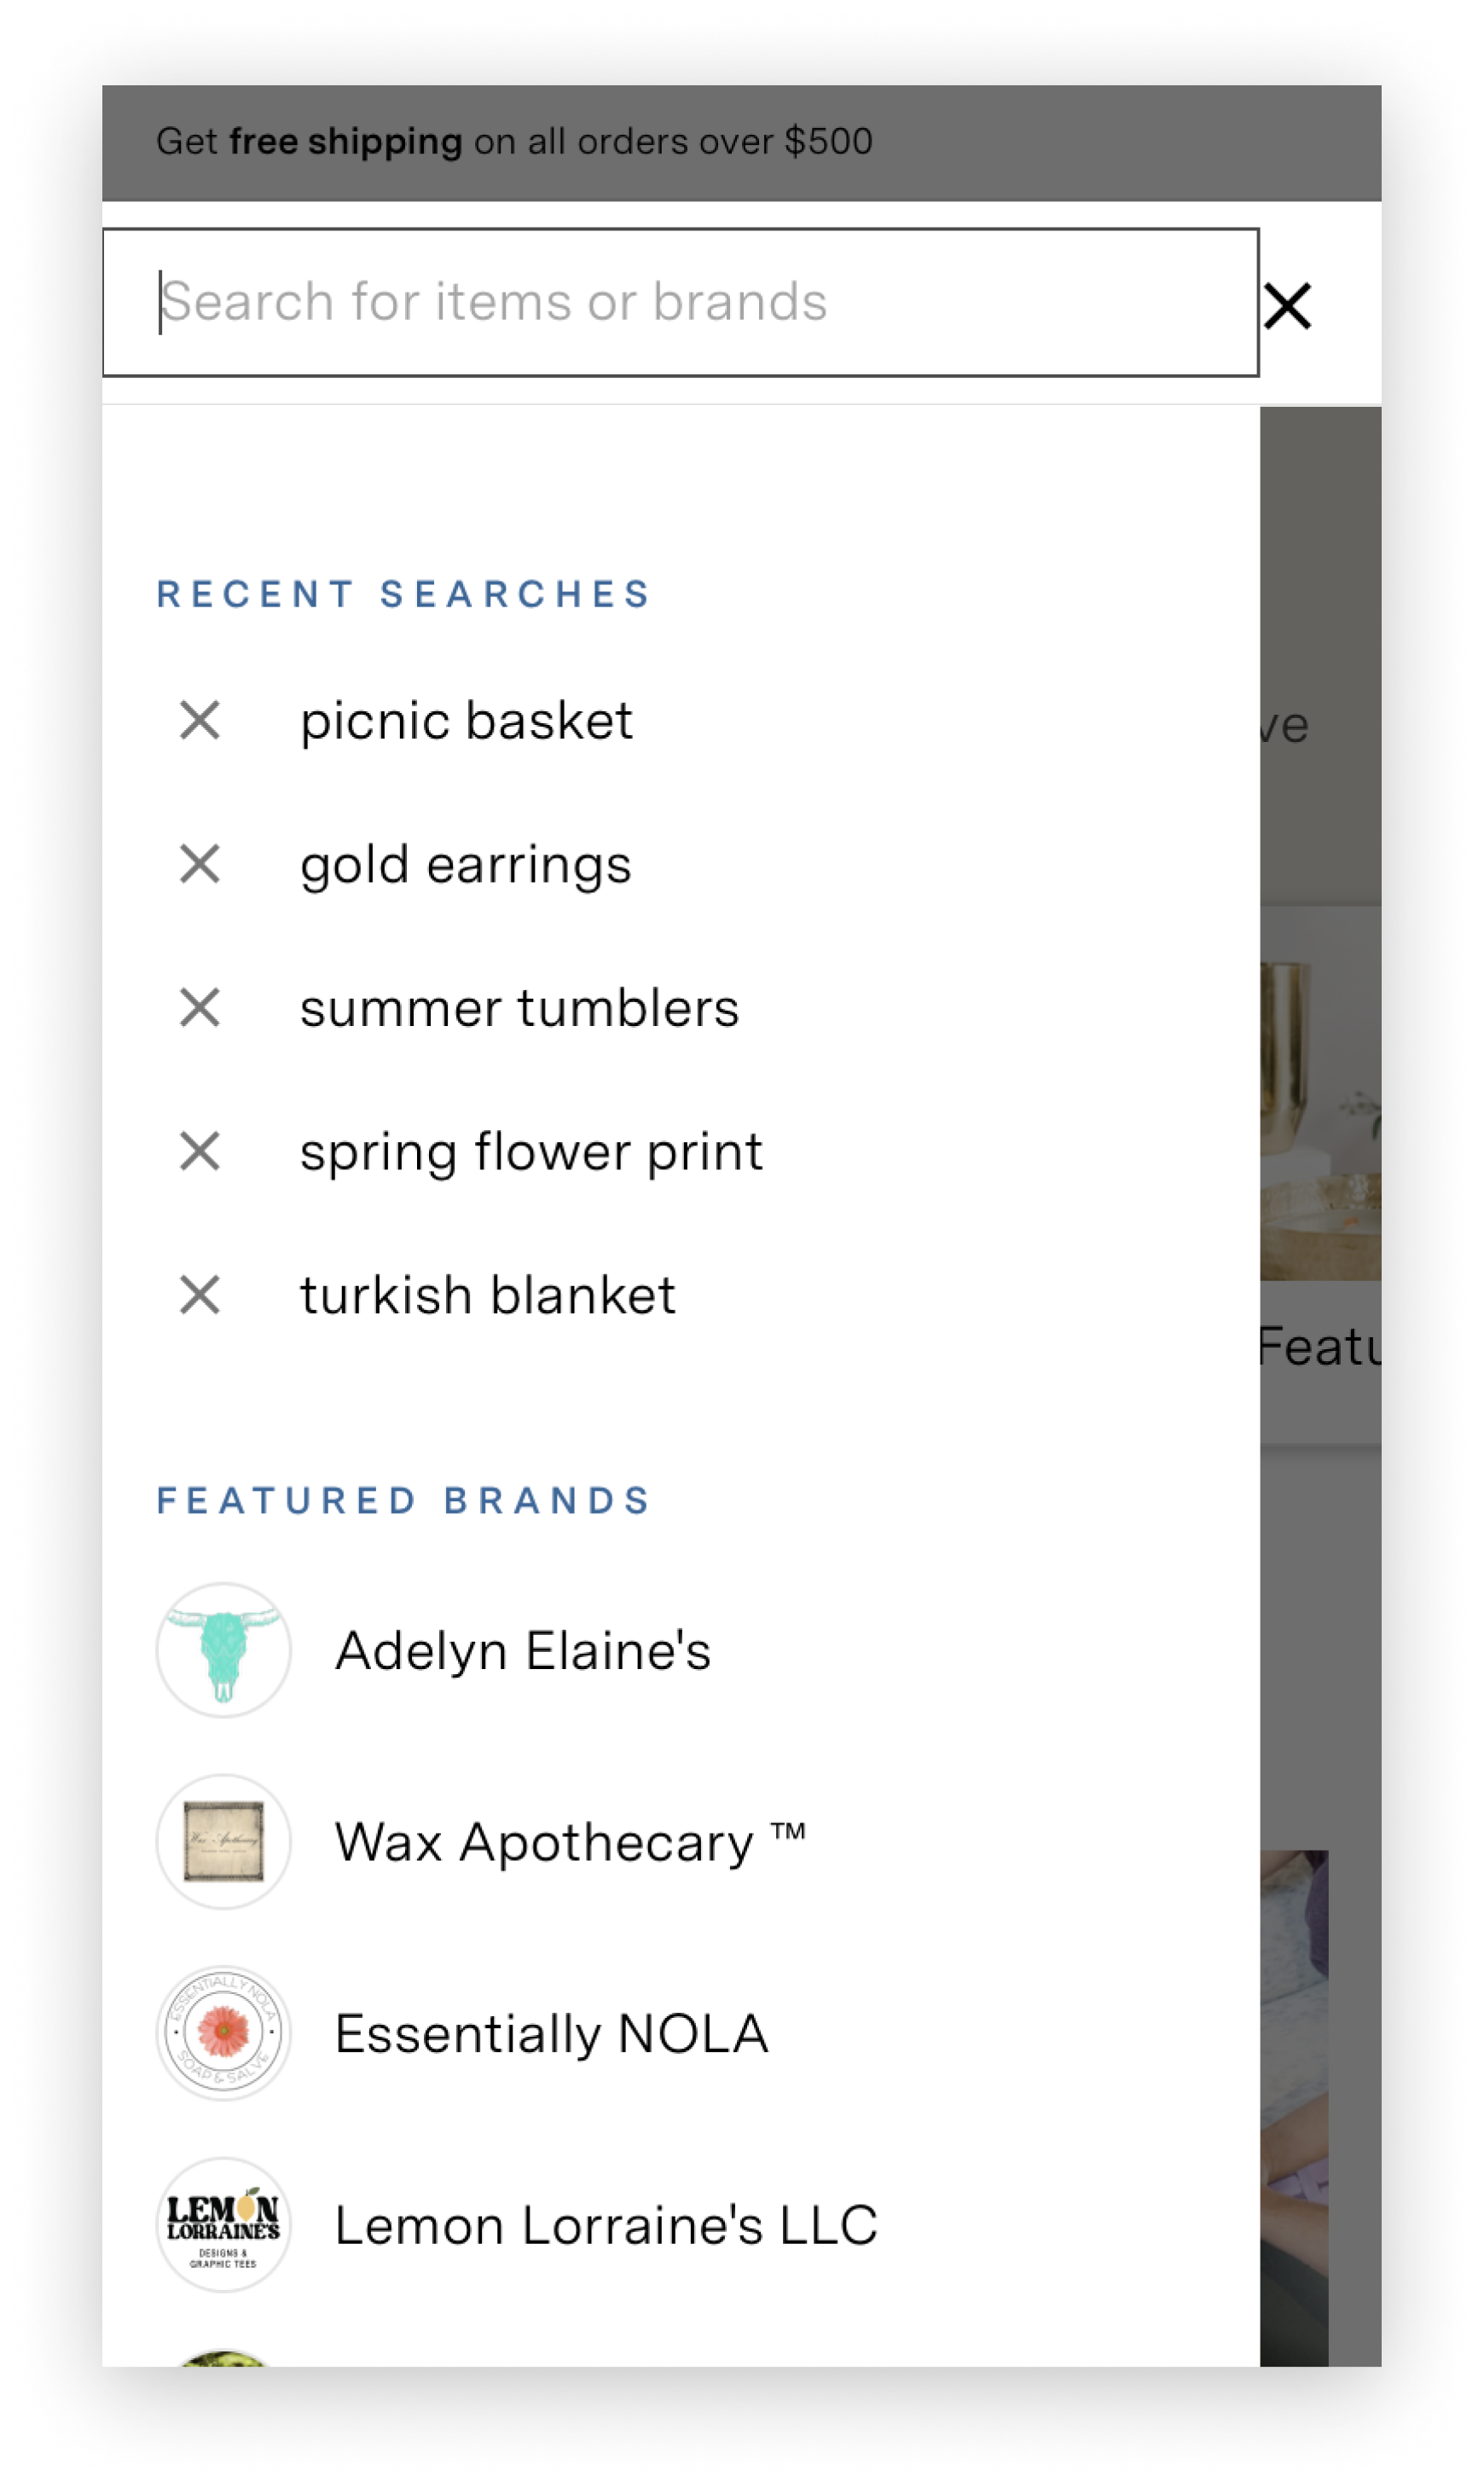 Get free shipping on all orders over $500
Search for items or brands
RECENT SEARCHES
picnic basket
ve
gold earrings
summer tumblers
spring flower print
turkish blanket
Featu
FEATURED BRANDS
Adelyn Elaine's
Wax Apothecary
Wax Apothecary ™
ESSENTIALLY NOLA
SOAP & SALVE
Essentially NOLA
LEMON
LORRAINE'S
DESIGNS &
GRAPHIC TEES
Lemon Lorraine's LLC